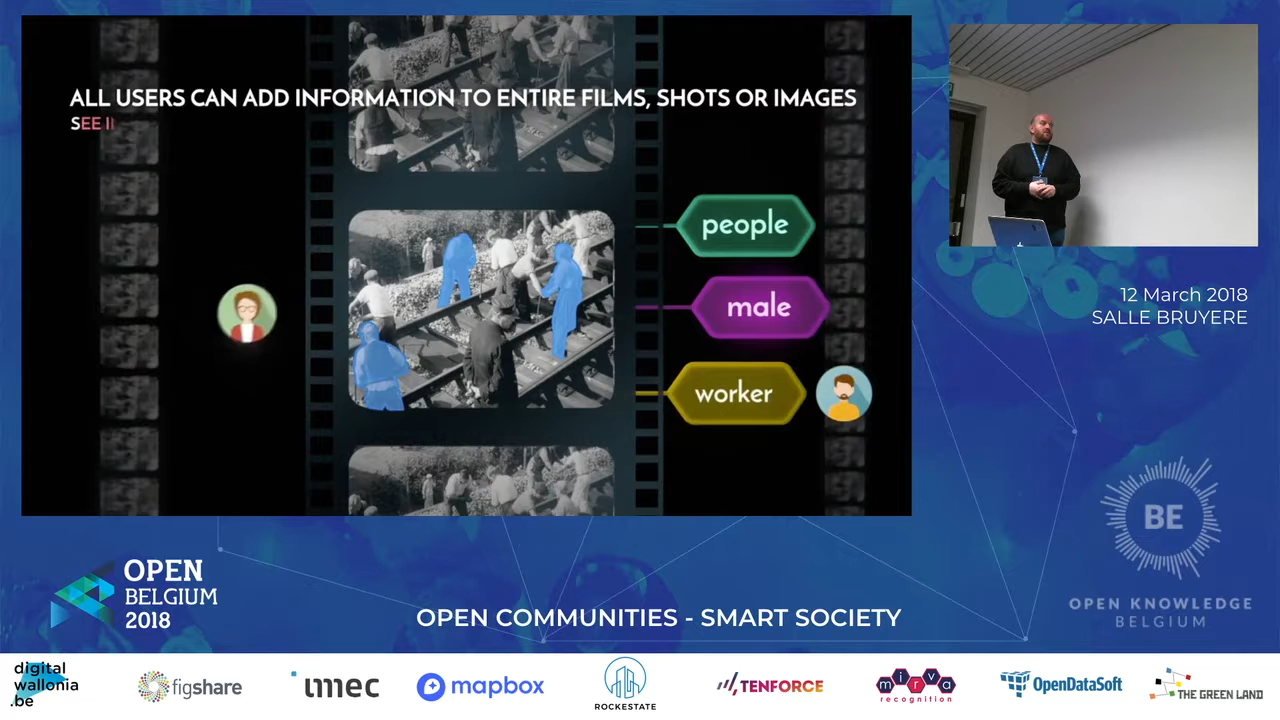 ALL USERS CAN ADD INFORMATION TO ENTIRE FILMS, SHOTS OR IMAGES
SEE I
people
male
worker
12 March 2018
SALLE BRUYERE
BE
OPEN KNOWLEDGE
BELGIUM
OPEN
BELGIUM
2018
OPEN COMMUNITIES - SMART SOCIETY
digital
wallonia
.be
figshare
imec
mapbox
ROCKESTATE
TENFORCE
mirva
recognition
OpenDataSoft
THE GREEN LAND